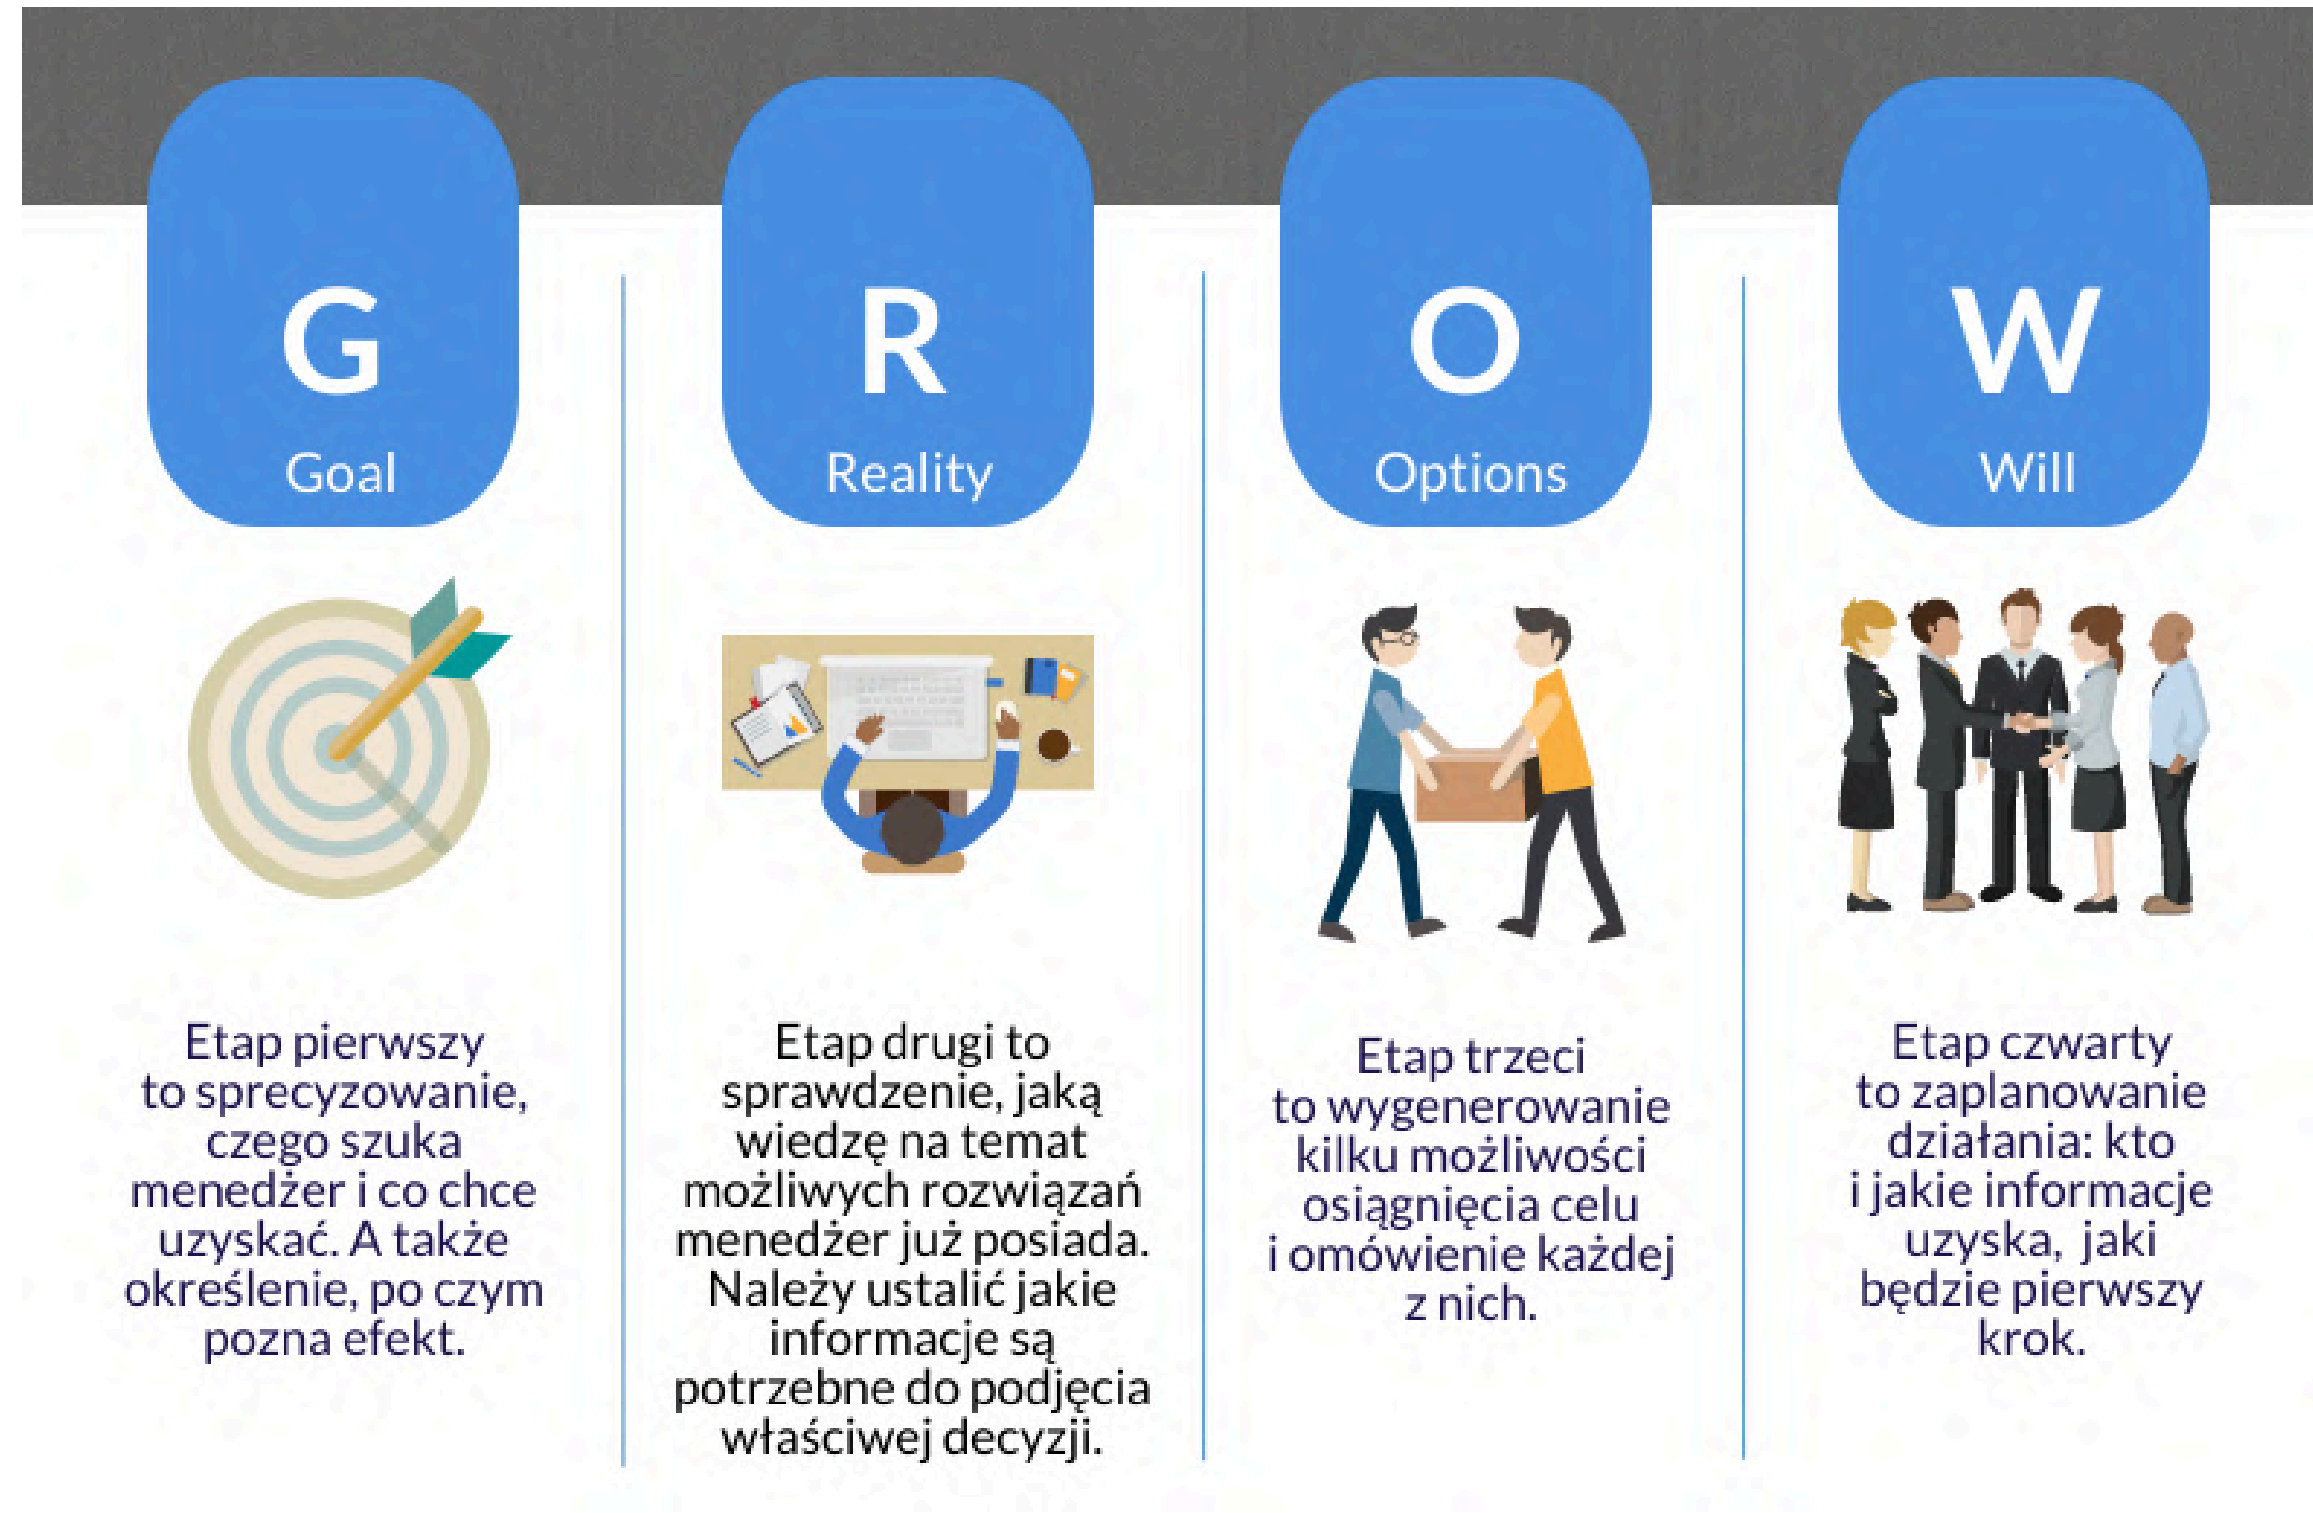 G
Goal
Etap pierwszy
to sprecyzowanie,
czego szuka
menedżer i co chce
uzyskać. A także
określenie, po czym
pozna efekt.
R
Reality
Etap drugi to
sprawdzenie, jaką
wiedzę na temat
możliwych rozwiązań
menedżer już posiada.
Należy ustalić jakie
informacje są
potrzebne do podjęcia
właściwej decyzji.
O
Options
Etap trzeci
to wygenerowanie
kilku możliwości
osiągnięcia celu
i omówienie każdej
z nich.
W
Will
Etap czwarty
to zaplanowanie
działania: kto
i jakie informacje
uzyska, jaki
będzie pierwszy
krok.